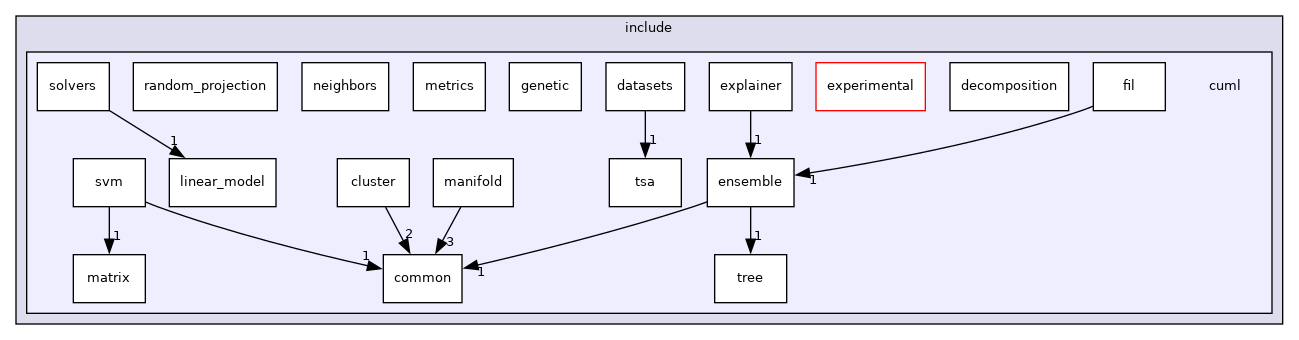 include
solvers
random_projection
neighbors
metrics
genetic
datasets
explainer
experimental
decomposition
fil
cuml
1
1
1
svm
linear_model
cluster
manifold
tsa
ensemble
1
1
2
3
1
1
1
matrix
common
tree